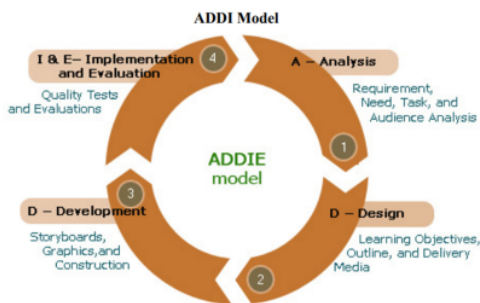 ADDI Model
I & E– Implementation
and Evaluation
Quality Tests
and Evaluations
4
A – Analysis
Requirement,
Need, Task, and
Audience Analysis
1
ADDIE
model
3
D – Development
Storyboards,
Graphics,and
Construction
D – Design
Learning Objectives,
Outline, and Delivery
Media
2